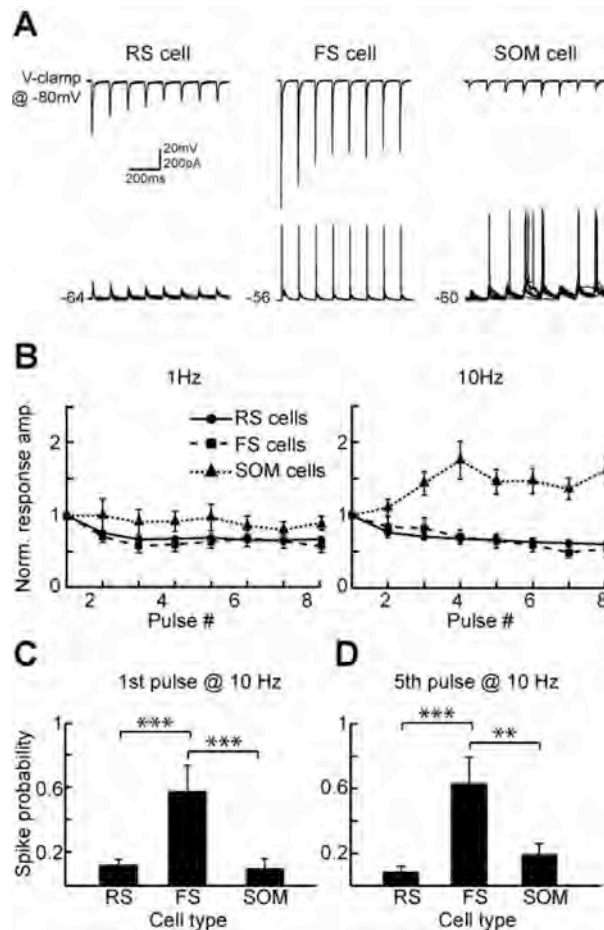 A
RS cell FS cell SOM cell
V-clamp
@ -80mV
20mV
200pA
200ms
-64 -56 -60
B
1Hz 10Hz
RS cells
FS cells
SOM cells
Norm. response amp.
2
1
0
2 4 6 6 8
2 4 6 8
Pulse # Pulse #
C D
1st pulse @ 10 Hz 5th pulse @ 10 Hz
*** *** *** **
Spike probability
1 1
0.6 0.6
0.2 0.2
RS FS SOM RS FS SOM
Cell type Cell type